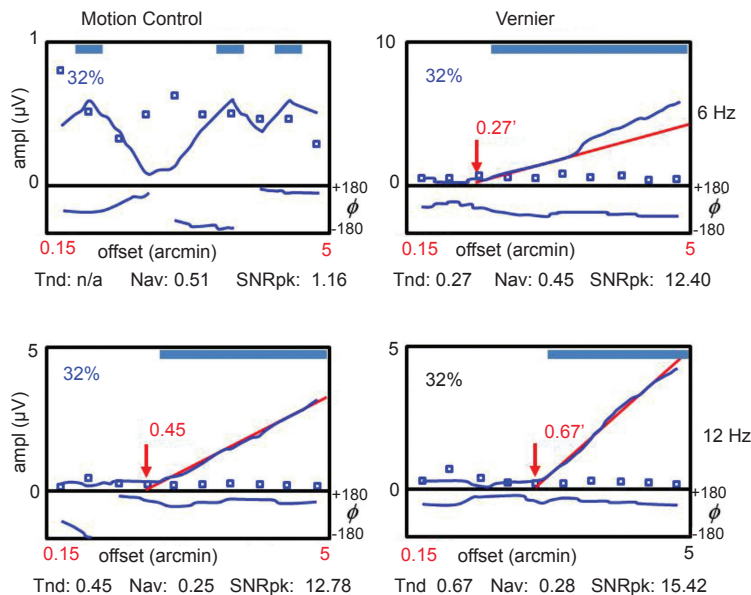 Motion Control
Vernier
1
32%
ampl (µV)
0
+180
ϕ
-180
0.15
offset (arcmin)
5
Tnd: n/a Nav: 0.51 SNRpk: 1.16
10
32%
0.27'
6 Hz
0
+180
ϕ
-180
0.15
offset (arcmin)
5
Tnd: 0.27 Nav: 0.45 SNRpk: 12.40
5
32%
ampl (µV)
0.45
0
+180
ϕ
-180
0.15
offset (arcmin)
5
Tnd: 0.45 Nav: 0.25 SNRpk: 12.78
5
32%
0.67'
12 Hz
0
+180
ϕ
-180
0.15
offset (arcmin)
5
Tnd 0.67 Nav: 0.28 SNRpk: 15.42